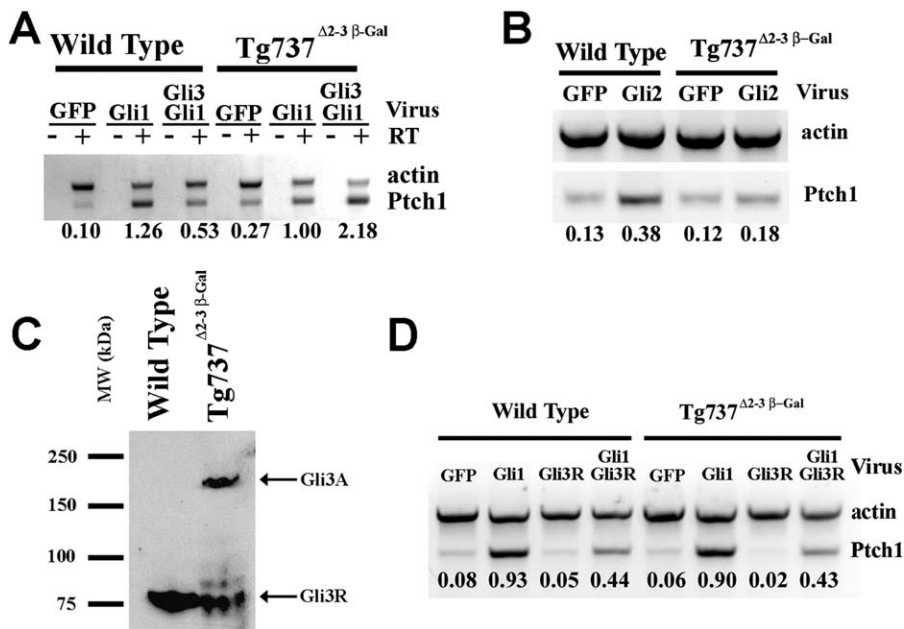 A
Wild Type Tg737Δ2-3 β-Gal
GFP Gli1 Gli3 Gli1 GFP Gli1 Gli3 Gli1 Virus
- + - + - + - + - + - + RT
actin
Ptch1
0.10 1.26 0.53 0.27 1.00 2.18
B
Wild Type Tg737Δ2-3 β-Gal
GFP Gli2 GFP Gli2 Virus
actin
Ptch1
0.13 0.38 0.12 0.18
C
MW (kDa) Wild Type Tg737Δ2-3 β-Gal
250
150
100
75
Gli3A
Gli3R
D
Wild Type Tg737Δ2-3 β-Gal
GFP Gli1 Gli3R Gli1 Gli3R GFP Gli1 Gli3R Gli1 Gli3R Virus
actin
Ptch1
0.08 0.93 0.05 0.44 0.06 0.90 0.02 0.43